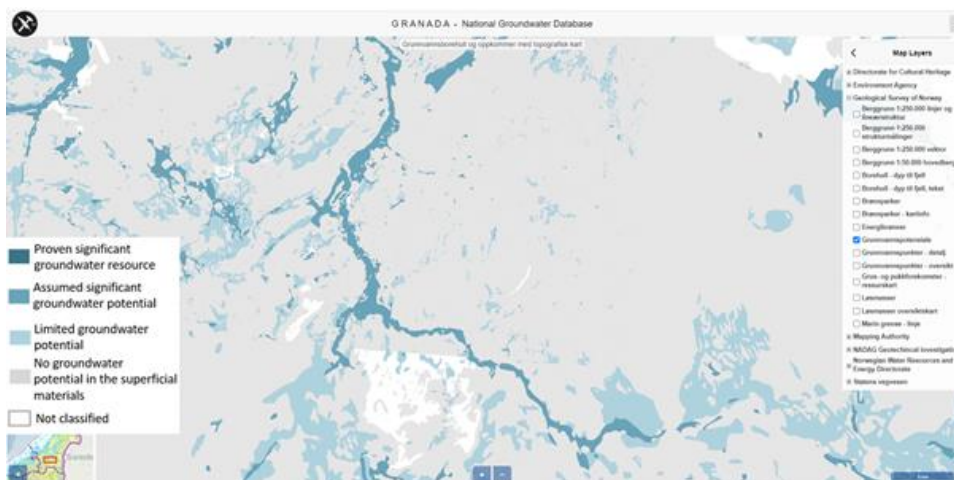 GRANADA - National Groundwater Database
Grunnvannsborehull og oppkommer med topografisk kart
Map Layers
Directorate for Cultural Heritage
Environment Agency
Geological Survey of Norway
Berggrunn 1:250.000 linjer og
lineærstruktur
Berggrunn 1:250.000
strukturmålinger
Berggrunn 1:250.000 vektor
Berggrunn 1:50.000 hovedberg
Borehull - dyp til fjell
Borehull - dyp til fjell, tekst
Brønnparker
Brønnparker - kartinfo
Energibrønner
Grunnvannspotensiale
Grunnvannspunkter - detalj
Grunnvannspunkter - oversikt
Grus- og pukkforekomster -
ressurskart
Løsmasser
Løsmasser oversiktskart
Marin grense - linje
Mapping Authority
NADAG Geotechnical Investigati
Norwegian Water Resources and
Energy Directorate
Statens vegvesen
Proven significant
groundwater resource
Assumed significant
groundwater potential
Limited groundwater
potential
No groundwater
potential in the superficial
materials
Not classified